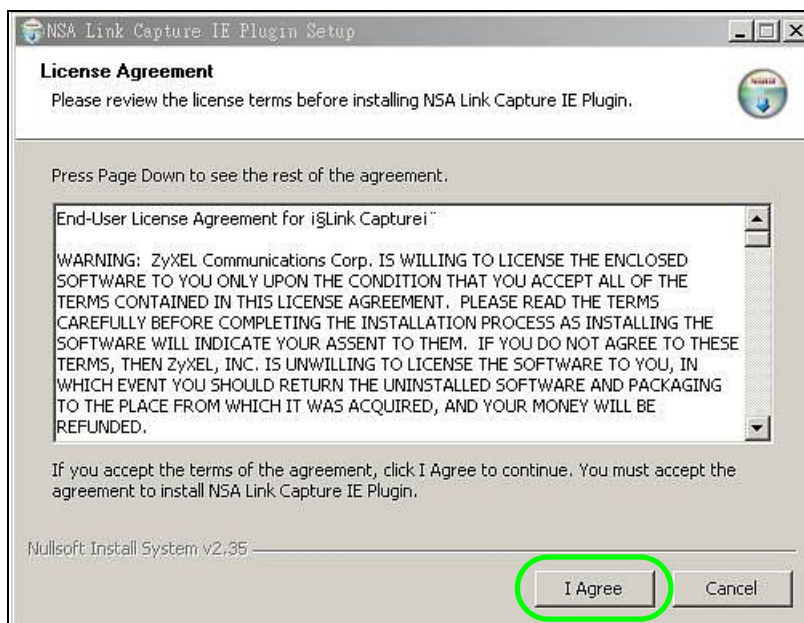 NSA Link Capture IE Plugin Setup
License Agreement
Please review the license terms before installing NSA Link Capture IE Plugin.
Press Page Down to see the rest of the agreement.
End-User License Agreement for i§Link Capturei¨
WARNING: ZyXEL Communications Corp. IS WILLING TO LICENSE THE ENCLOSED
SOFTWARE TO YOU ONLY UPON THE CONDITION THAT YOU ACCEPT ALL OF THE
TERMS CONTAINED IN THIS LICENSE AGREEMENT. PLEASE READ THE TERMS
CAREFULLY BEFORE COMPLETING THE INSTALLATION PROCESS AS INSTALLING THE
SOFTWARE WILL INDICATE YOUR ASSENT TO THEM. IF YOU DO NOT AGREE TO THESE
TERMS, THEN ZyXEL, INC. IS UNWILLING TO LICENSE THE SOFTWARE TO YOU, IN
WHICH EVENT YOU SHOULD RETURN THE UNINSTALLED SOFTWARE AND PACKAGING
TO THE PLACE FROM WHICH IT WAS ACQUIRED, AND YOUR MONEY WILL BE
REFUNDED.
If you accept the terms of the agreement, click I Agree to continue. You must accept the
agreement to install NSA Link Capture IE Plugin.
Nullsoft Install System v2.35
I Agree
Cancel